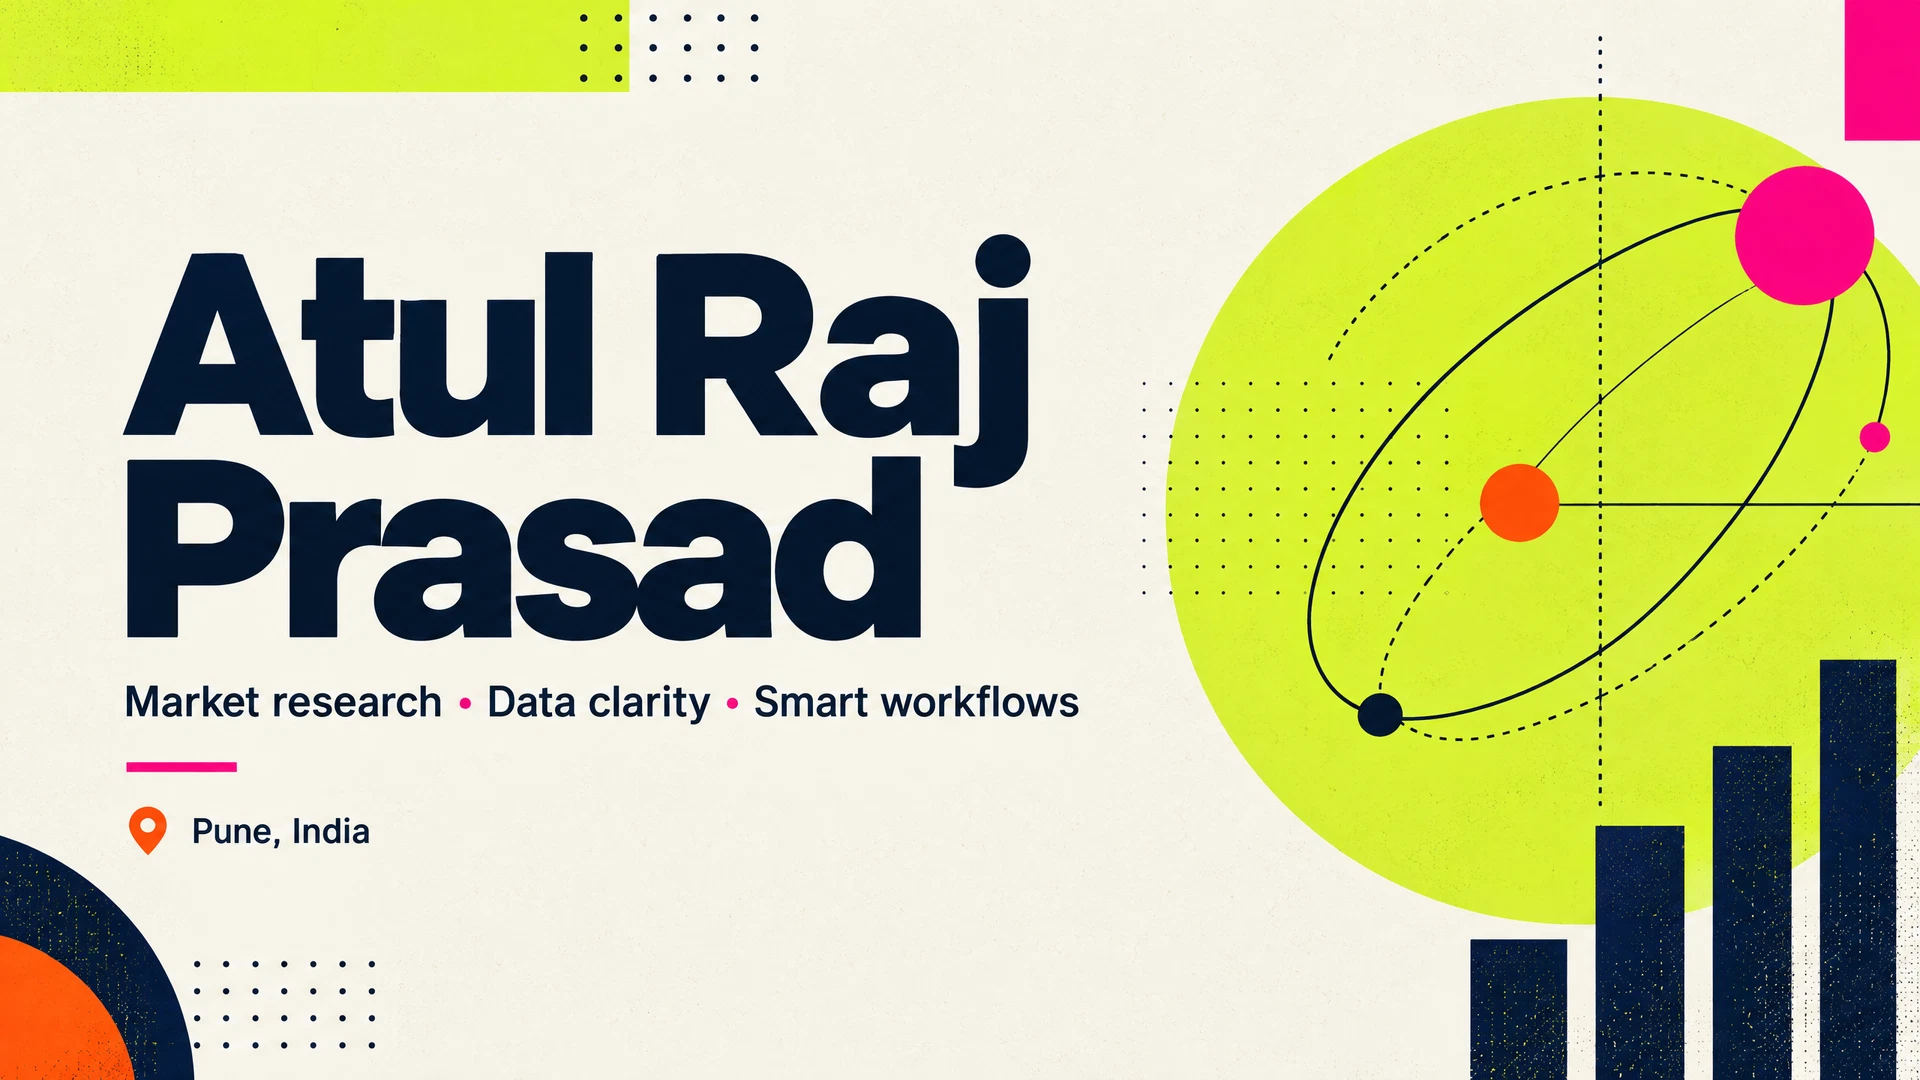 Atul Raj
Prasad
Market research • Data clarity • Smart workflows
Pune, India